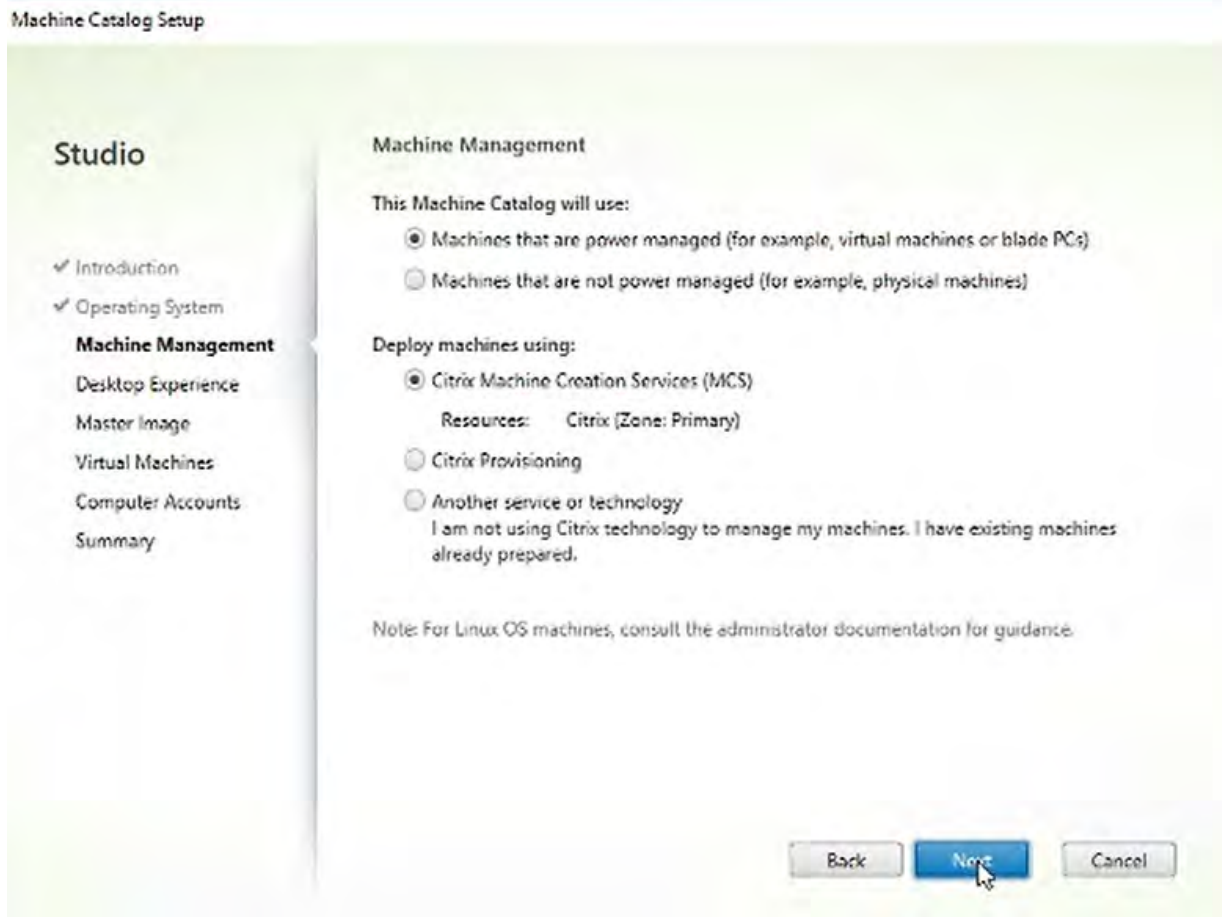 Machine Catalog Setup
Studio
Introduction
Operating System
Machine Management
Desktop Experience
Master Image
Virtual Machines
Computer Accounts
Summary
Machine Management
This Machine Catalog will use:
Machines that are power managed (for example, virtual machines or blade PCs)
Machines that are not power managed (for example, physical machines)
Deploy machines using:
Citrix Machine Creation Services (MCS)
Resources: Citrix (Zone: Primary)
Citrix Provisioning
Another service or technology
I am not using Citrix technology to manage my machines. I have existing machines
already prepared.
Note: For Linux OS machines, consult the administrator documentation for guidance.
Back
Next
Cancel